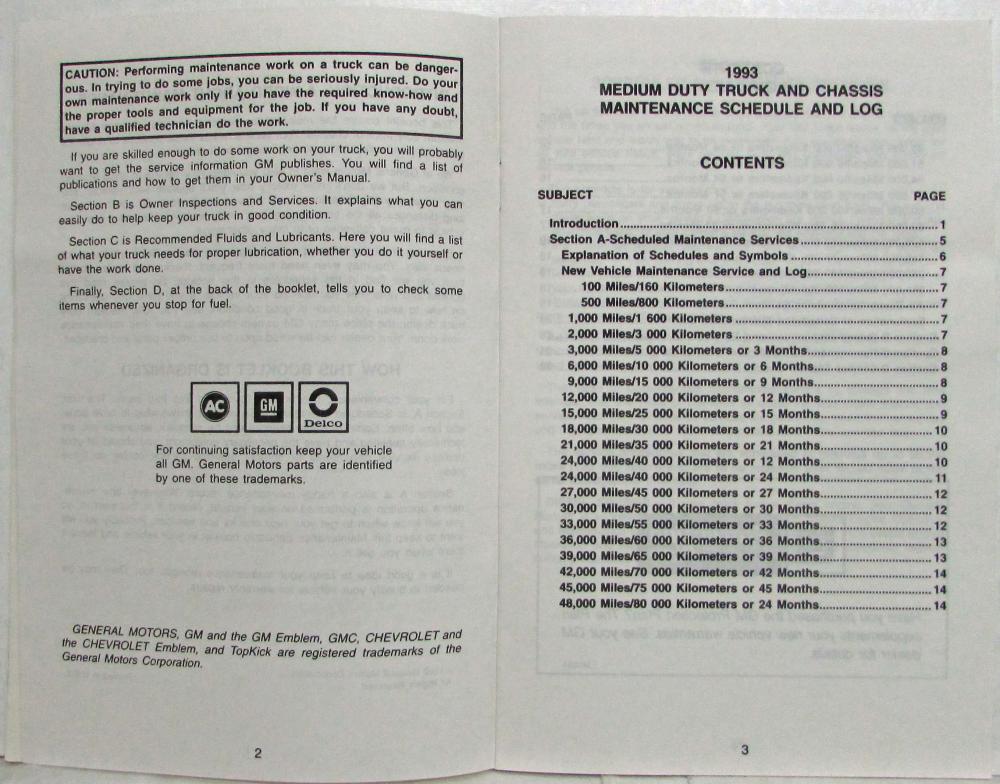 CAUTION: Performing maintenance work on a truck can be danger-
ous. In trying to do some jobs, you can be seriously injured. Do your
own maintenance work only if you have the required know-how and
the proper tools and equipment for the job. If you have any doubt,
have a qualified technician do the work.
If you are skilled enough to do some work on your truck, you will probably
want to get the service information GM publishes. You will find a list of
publications and how to get them in your Owner's Manual.
Section B is Owner Inspections and Services. It explains what you can
easily do to help keep your truck in good condition.
Section C is Recommended Fluids and Lubricants. Here you will find a list
of what your truck needs for proper lubrication, whether you do it yourself or
have the work done.
Finally, Section D, at the back of the booklet, tells you to check some
items whenever you stop for fuel.
AC GM Delco
For continuing satisfaction keep your vehicle
all GM. General Motors parts are identified
by one of these trademarks.
GENERAL MOTORS, GM and the GM Emblem, GMC, CHEVROLET and
the CHEVROLET Emblem, and TopKick are registered trademarks of the
General Motors Corporation.
2
1993
MEDIUM DUTY TRUCK AND CHASSIS
MAINTENANCE SCHEDULE AND LOG
CONTENTS
SUBJECT PAGE
Introduction 1
Section A-Scheduled Maintenance Services 5
Explanation of Schedules and Symbols 6
New Vehicle Maintenance Service and Log 7
100 Miles/160 Kilometers 7
500 Miles/800 Kilometers 7
1,000 Miles/1 600 Kilometers 7
2,000 Miles/3 000 Kilometers 7
3,000 Miles/5 000 Kilometers or 3 Months 8
6,000 Miles/10 000 Kilometers or 6 Months 8
9,000 Miles/15 000 Kilometers or 9 Months 8
12,000 Miles/20 000 Kilometers or 12 Months 9
15,000 Miles/25 000 Kilometers or 15 Months 9
18,000 Miles/30 000 Kilometers or 18 Months 10
21,000 Miles/35 000 Kilometers or 21 Months 10
24,000 Miles/40 000 Kilometers or 12 Months 10
24,000 Miles/40 000 Kilometers or 24 Months 11
27,000 Miles/45 000 Kilometers or 27 Months 12
30,000 Miles/50 000 Kilometers or 30 Months 12
33,000 Miles/55 000 Kilometers or 33 Months 12
36,000 Miles/60 000 Kilometers or 36 Months 13
39,000 Miles/65 000 Kilometers or 39 Months 13
42,000 Miles/70 000 Kilometers or 42 Months 14
45,000 Miles/75 000 Kilometers or 45 Months 14
48,000 Miles/80 000 Kilometers or 24 Months 14
3